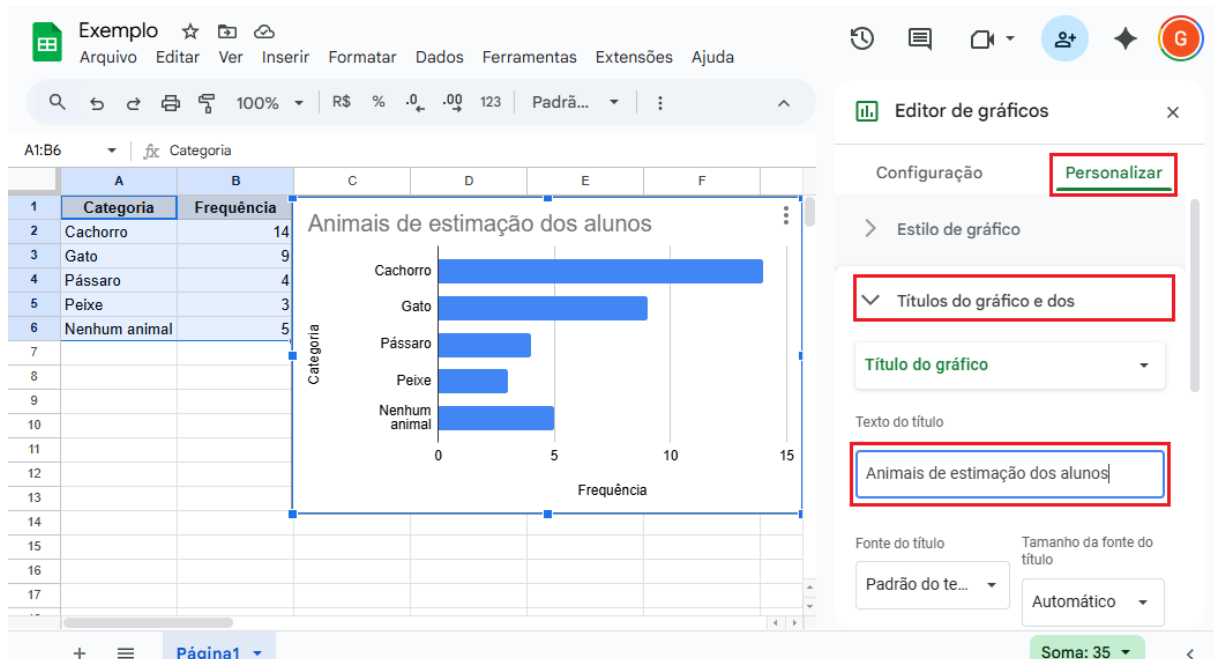 Exemplo
Arquivo Editar Ver Inserir Formatar Dados Ferramentas Extensões Ajuda
G
100% R$ % .0 .00 123 Padrã...
Editor de gráficos
A1:B6 fx Categoria
Configuração Personalizar
A B C D E F
1 Categoria Frequência
2 Cachorro 14
3 Gato 9
4 Pássaro 4
5 Peixe 3
6 Nenhum animal 5
7
8
9
10
11
12
13
14
15
16
17
Animais de estimação dos alunos
Categoria
Cachorro
Gato
Pássaro
Peixe
Nenhum
animal
0 5 10 15
Frequência
Estilo de gráfico
Títulos do gráfico e dos
Título do gráfico
Texto do título
Animais de estimação dos alunos
Fonte do título
Tamanho da fonte do
título
Padrão do te...
Automático
Página1
Soma: 35